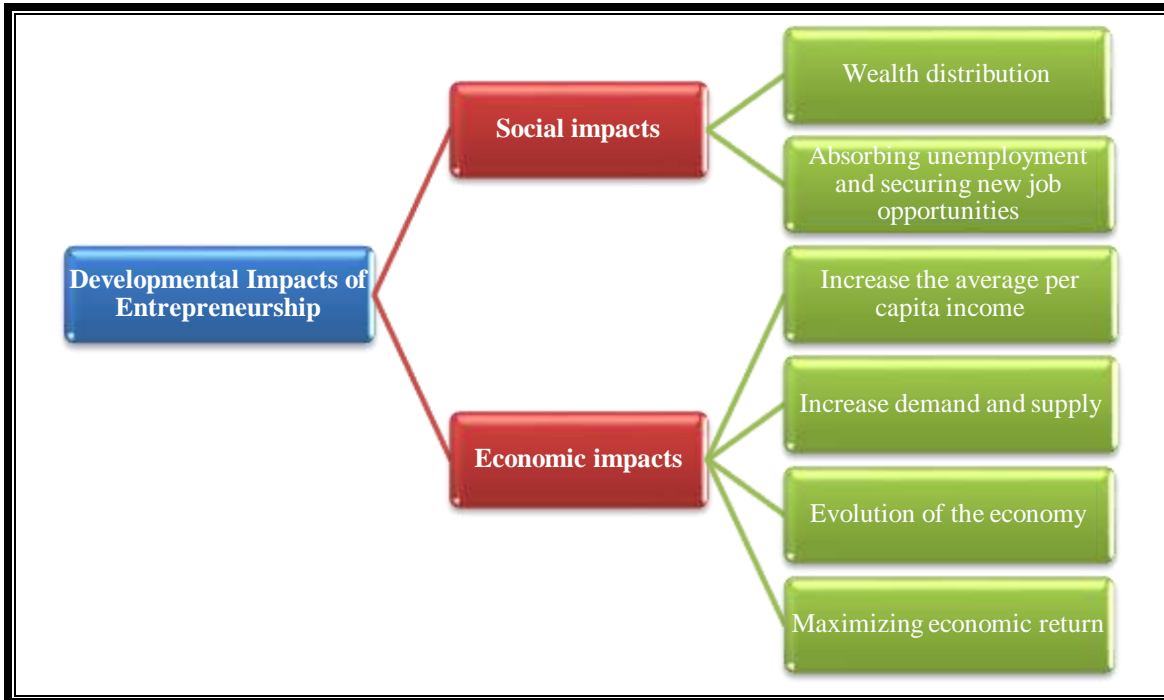 Developmental Impacts of
Entrepreneurship
Social impacts
Wealth distribution
Absorbing unemployment
and securing new job
opportunities
Economic impacts
Increase the average per
capita income
Increase demand and supply
Evolution of the economy
Maximizing economic return